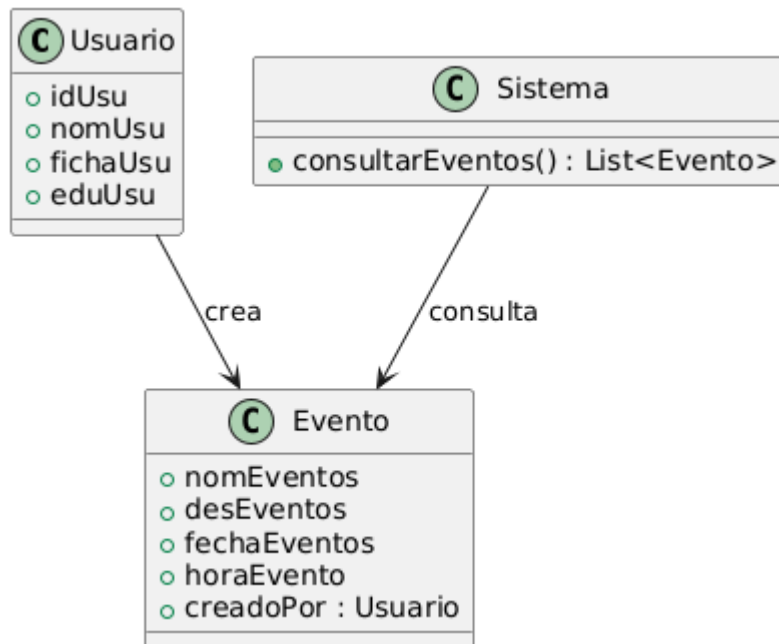 C Usuario
idUsu
nomUsu
fichaUsu
eduUsu
C Sistema
consultarEventos() : List<Evento>
crea
consulta
C Evento
nomEventos
desEventos
fechaEventos
horaEvento
creadoPor : Usuario